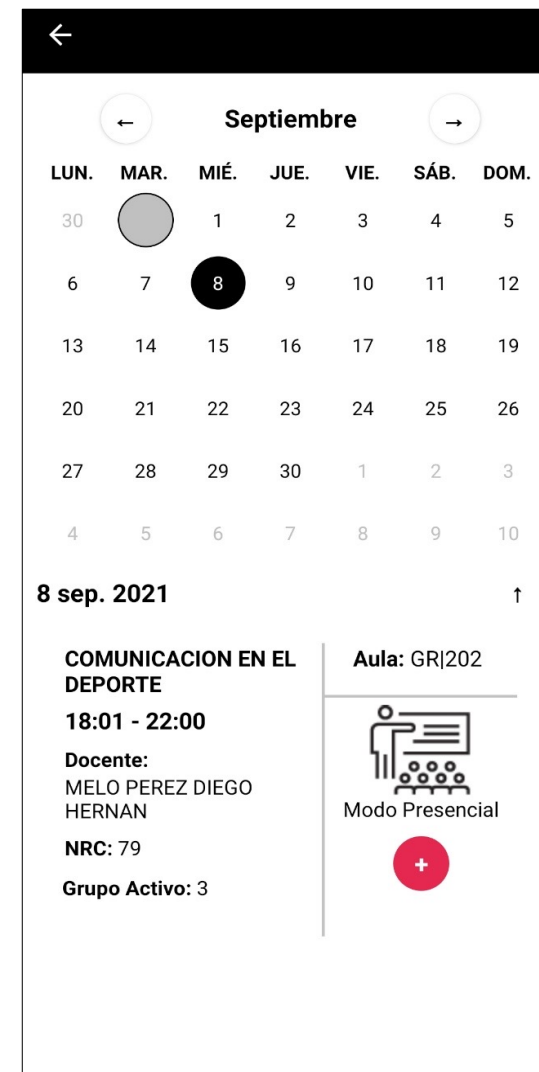 ←
← Septiembre →
LUN. MAR. MIÉ. JUE. VIE. SÁB. DOM.
30 1 2 3 4 5
6 7 8 9 10 11 12
13 14 15 16 17 18 19
20 21 22 23 24 25 26
27 28 29 30 1 2 3
4 5 6 7 8 9 10
8 sep. 2021 ↑
COMUNICACION EN EL
DEPORTE
18:01 - 22:00
Docente:
MELO PEREZ DIEGO
HERNAN
NRC: 79
Grupo Activo: 3
Aula: GR|202
Modo Presencial
+